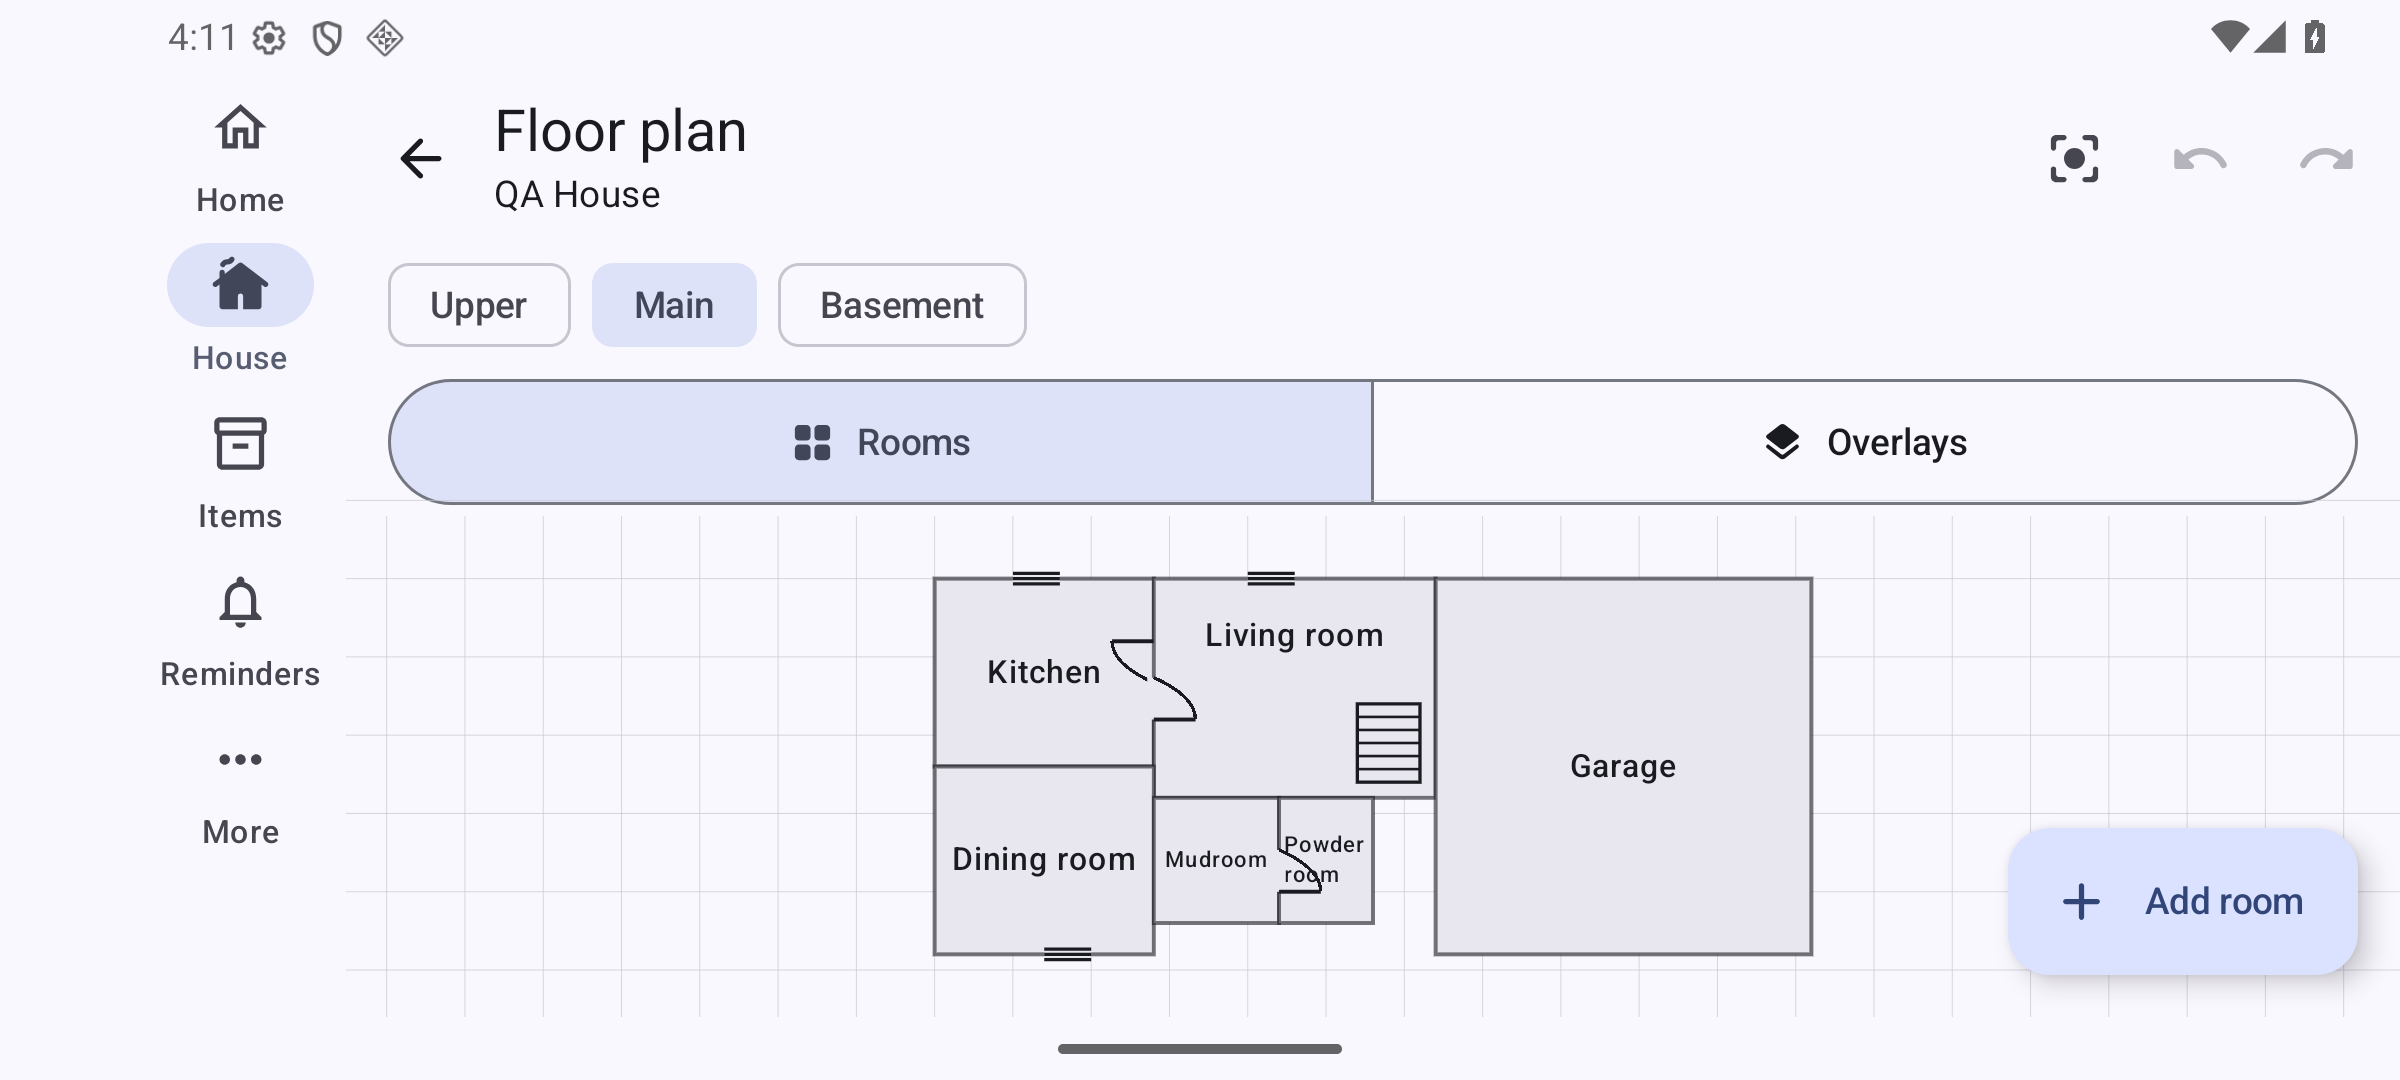 4:11
Home
House
Items
Reminders
More
Floor plan
QA House
Upper
Main
Basement
Rooms
Overlays
Kitchen
Living room
Garage
Dining room
Mudroom
Powder
room
Add room